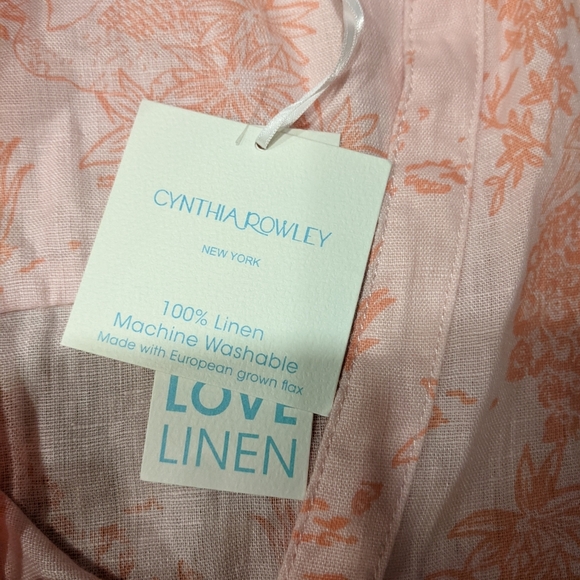 CYNTHIA ROWLEY
NEW YORK
100% Linen
Machine Washable
Made with European grown flax
LOVE
LINEN